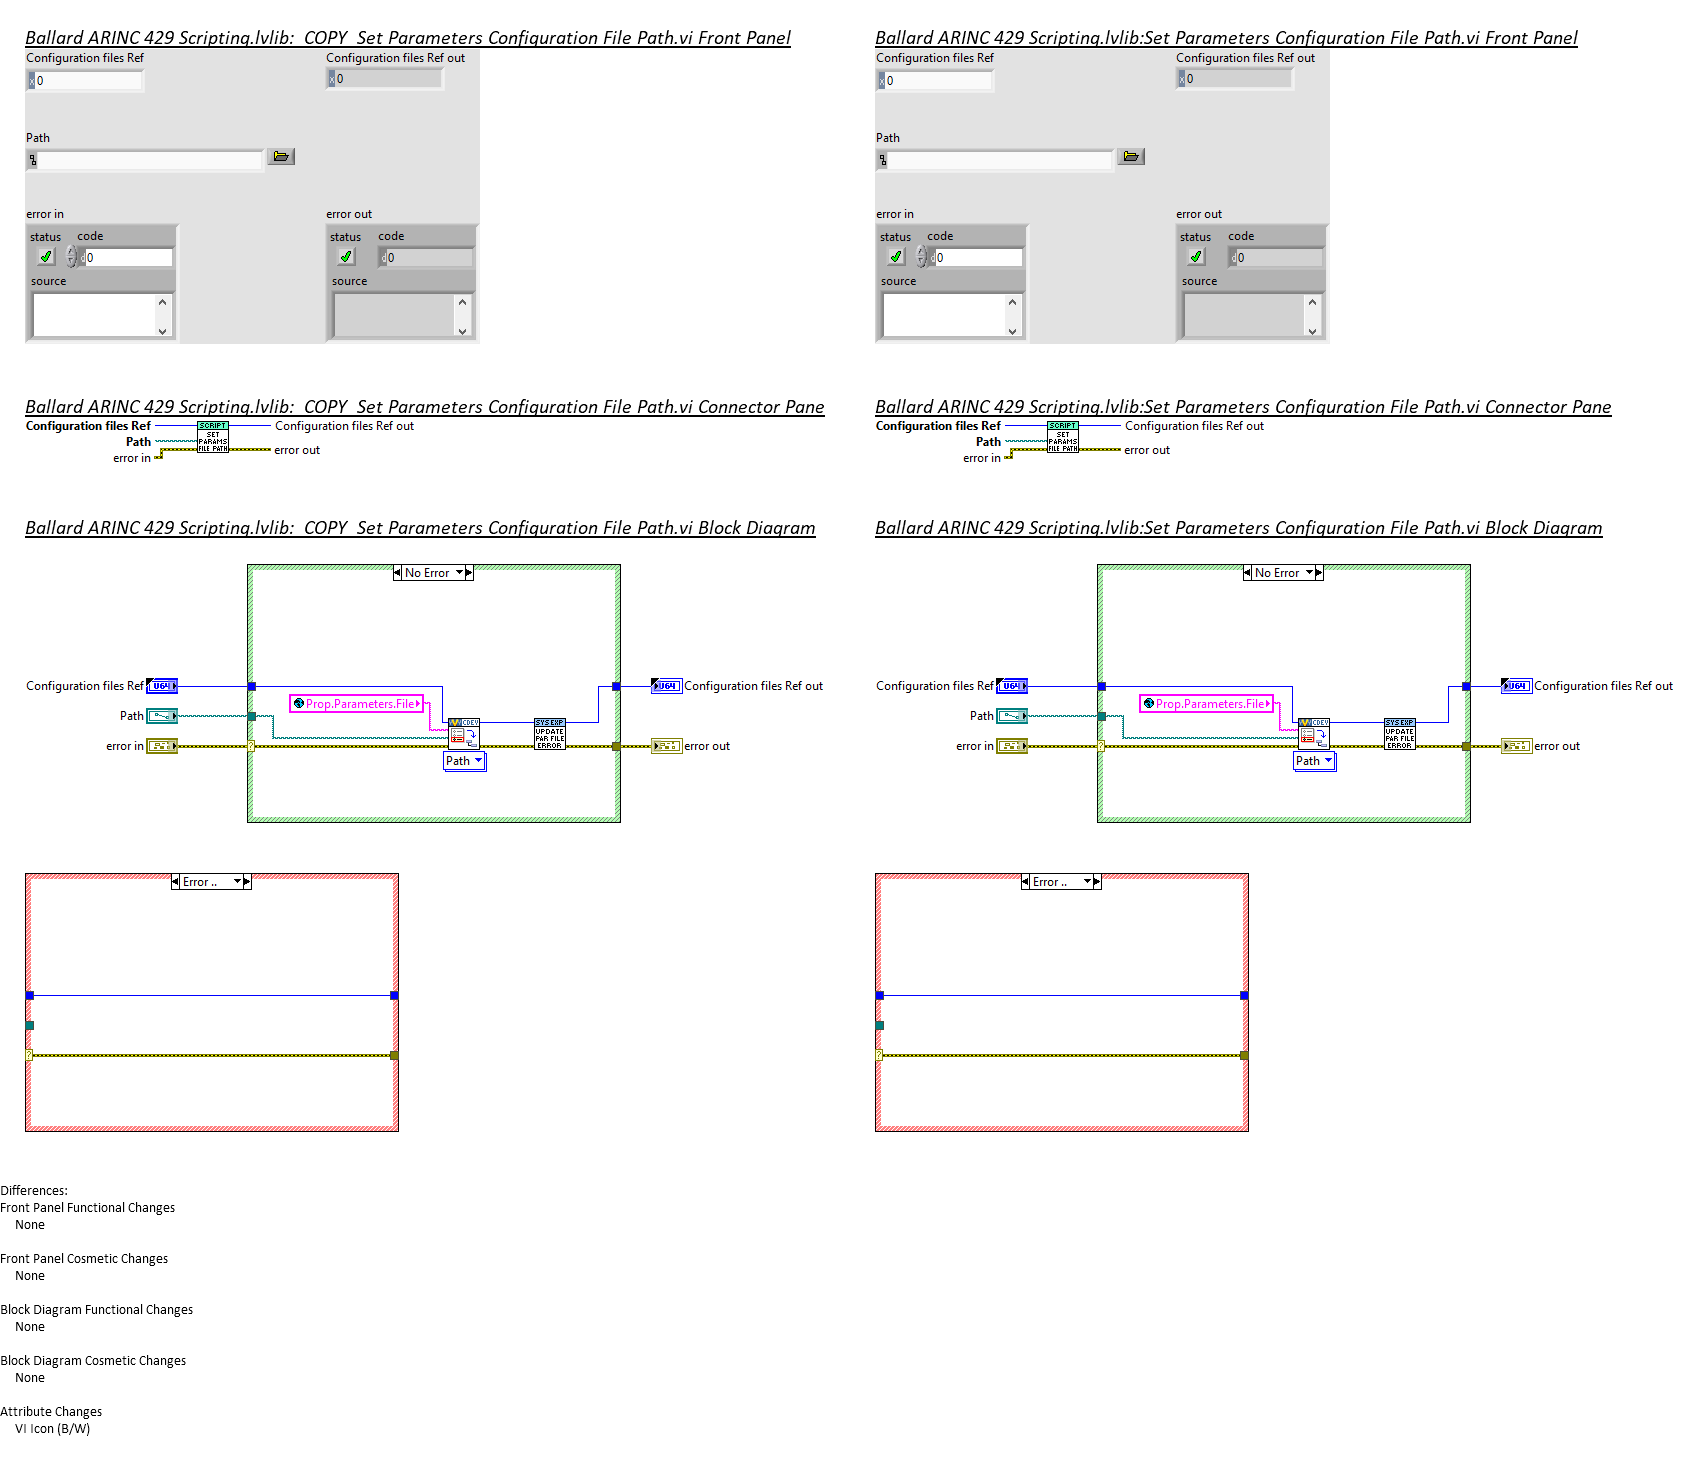 Ballard ARINC 429 Scripting.lvlib:  COPY  Set Parameters Configuration File Path.vi Front Panel
Configuration files Ref
Configuration files Ref out
x 0
x 0
Path
error in
error out
status
code
status
code
d 0
d 0
source
source
Ballard ARINC 429 Scripting.lvlib:Set Parameters Configuration File Path.vi Front Panel
Configuration files Ref
Configuration files Ref out
x 0
x 0
Path
error in
error out
status
code
status
code
d 0
d 0
source
source
Ballard ARINC 429 Scripting.lvlib:  COPY  Set Parameters Configuration File Path.vi Connector Pane
Configuration files Ref
Path
error in
SCRIPT
SET
PARAMS
FILE PATH
Configuration files Ref out
error out
Ballard ARINC 429 Scripting.lvlib:Set Parameters Configuration File Path.vi Connector Pane
Configuration files Ref
Path
error in
SCRIPT
SET
PARAMS
FILE PATH
Configuration files Ref out
error out
Ballard ARINC 429 Scripting.lvlib:  COPY  Set Parameters Configuration File Path.vi Block Diagram
No Error
Configuration files Ref
U64
Path
error in
?
Prop.Parameters.File
CDEV
Path
SYS EXP
UPDATE
PAR FILE
ERROR
U64
Configuration files Ref out
error out
Error ..
?
Ballard ARINC 429 Scripting.lvlib:Set Parameters Configuration File Path.vi Block Diagram
No Error
Configuration files Ref
U64
Path
error in
?
Prop.Parameters.File
CDEV
Path
SYS EXP
UPDATE
PAR FILE
ERROR
U64
Configuration files Ref out
error out
Error ..
?
Differences:
Front Panel Functional Changes
None
Front Panel Cosmetic Changes
None
Block Diagram Functional Changes
None
Block Diagram Cosmetic Changes
None
Attribute Changes
VI Icon (B/W)